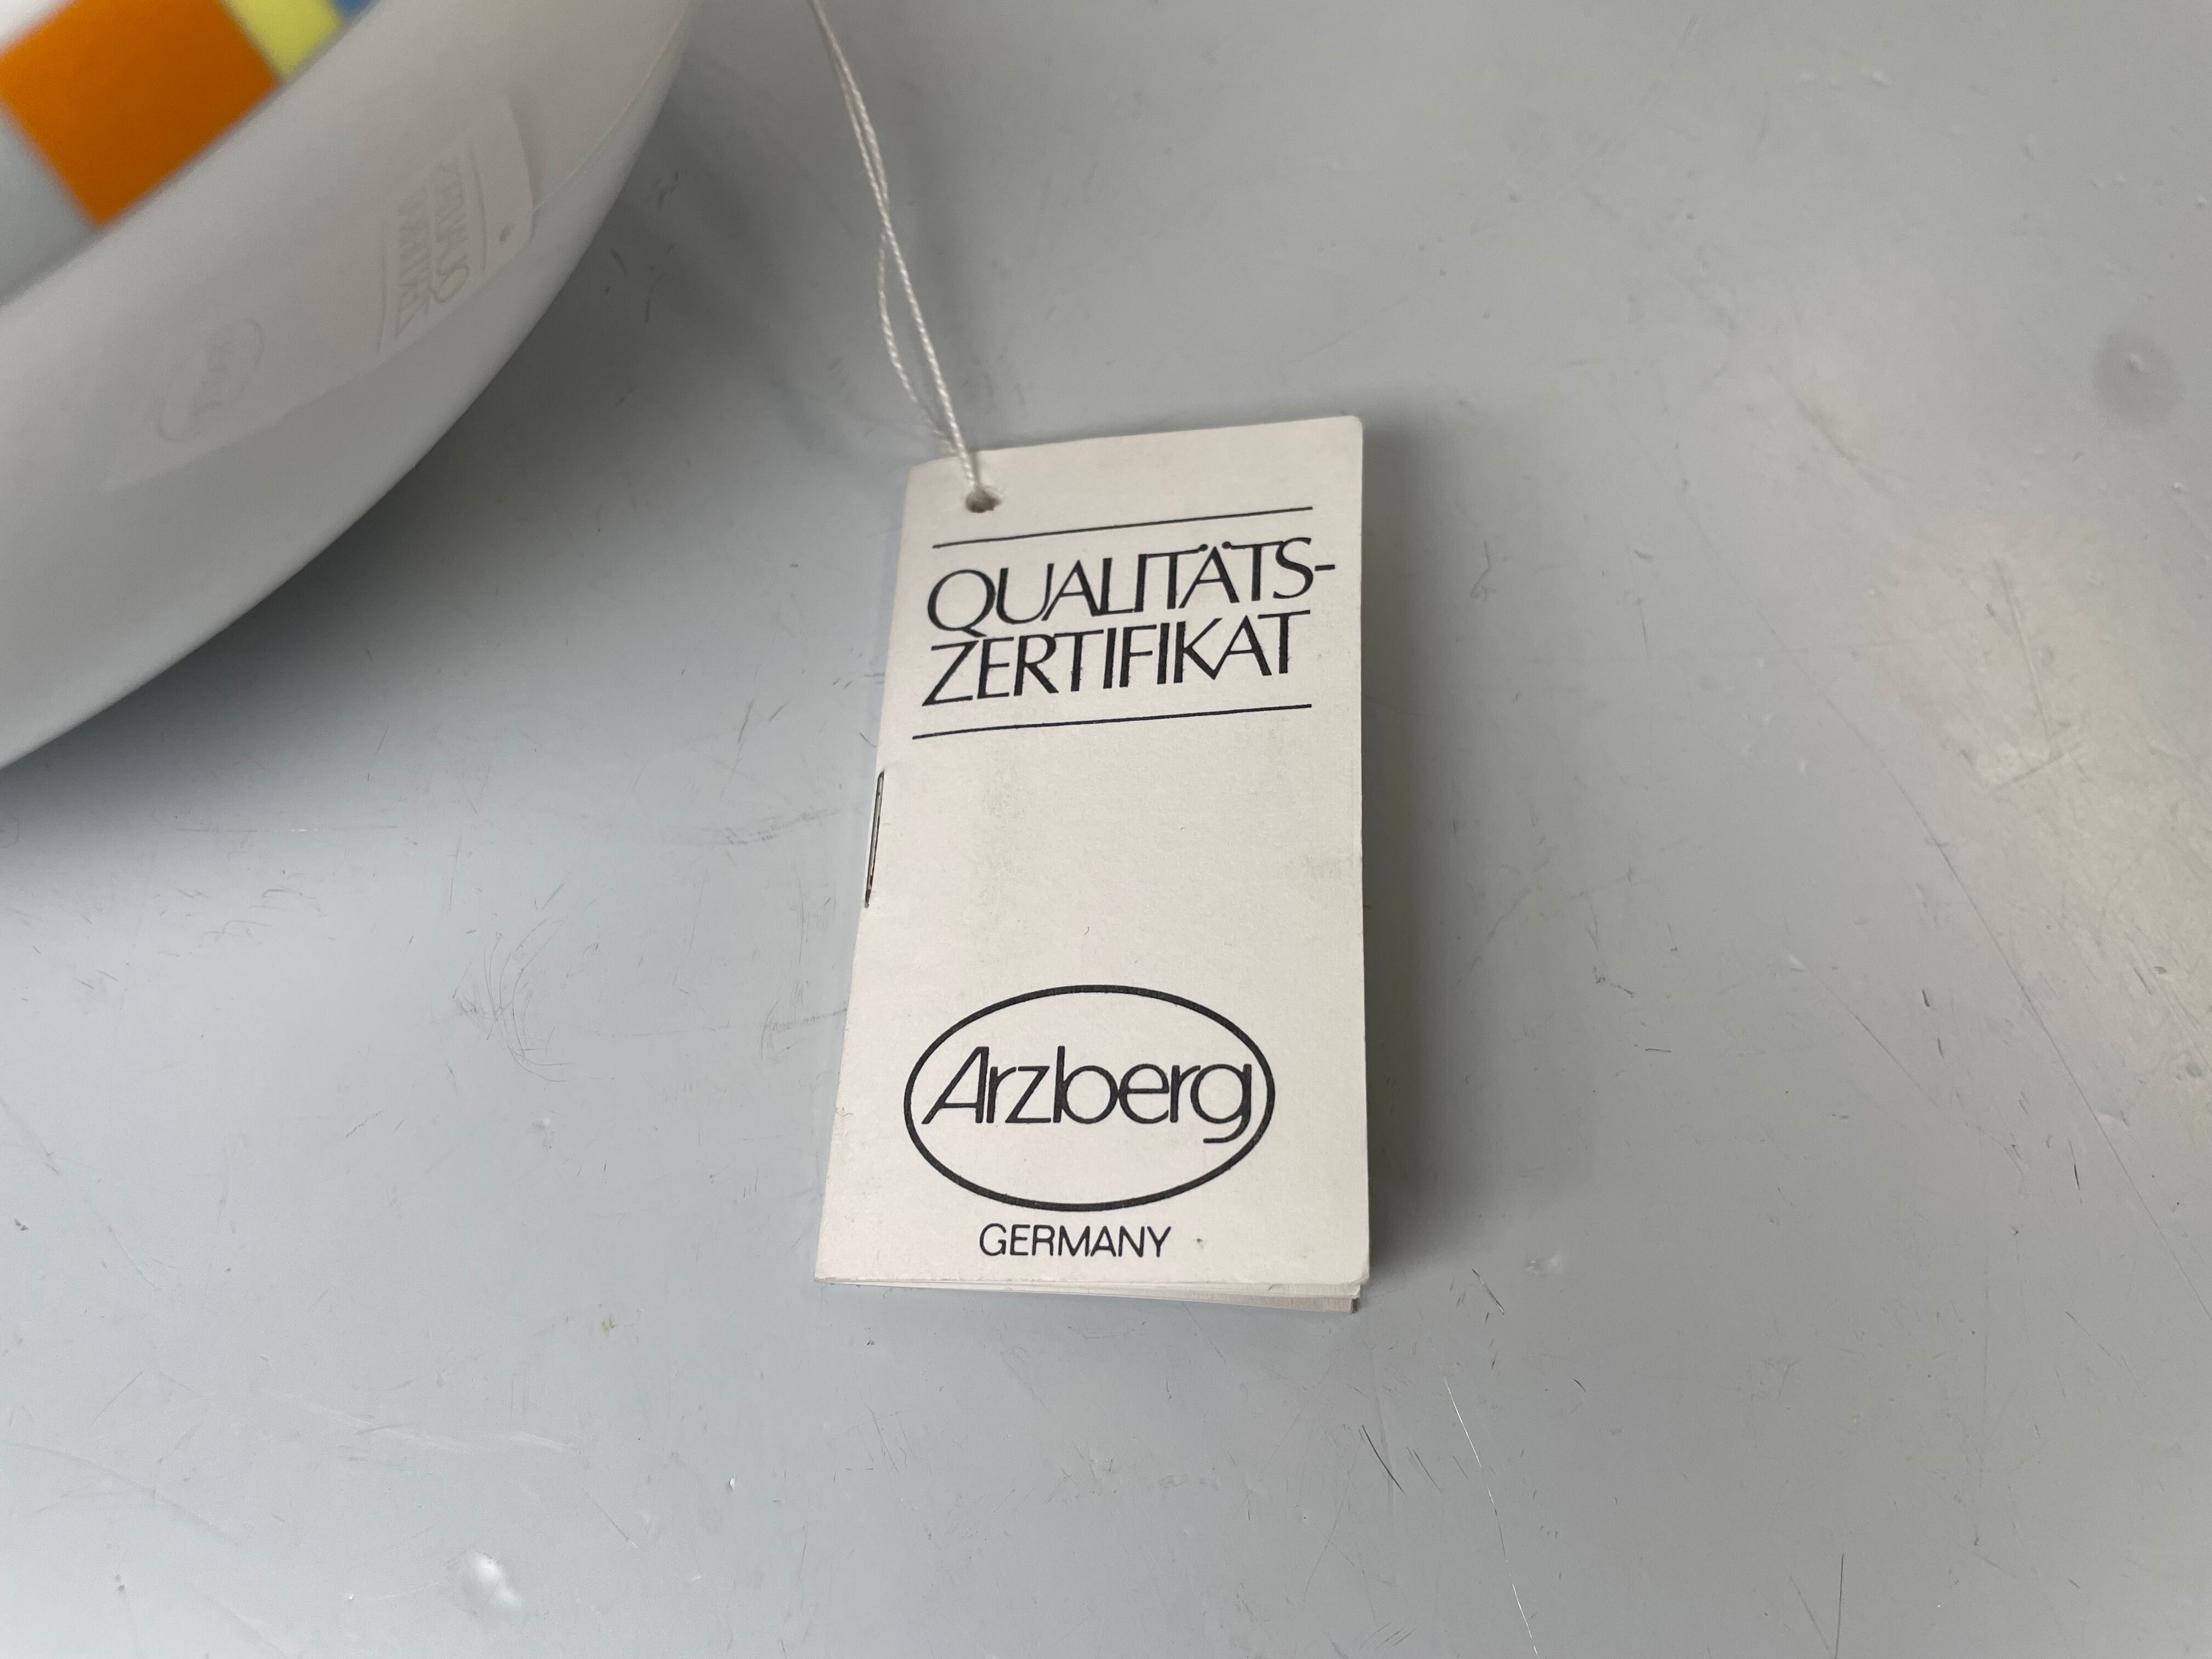 QUALITÄTS-
ZERTIFIKAT
Arzberg
GERMANY